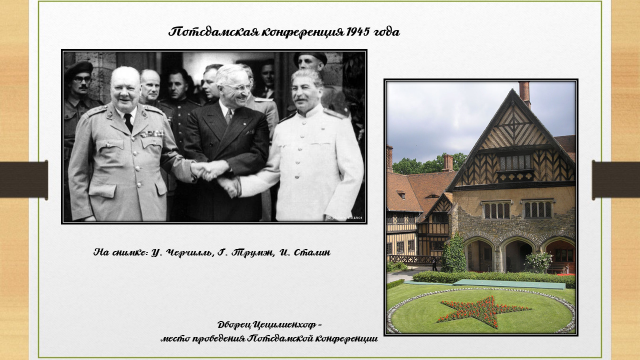 Потсдамская конференция 1945 года
На снимке: У. Черчилль, Г. Трумэн, И. Сталин
Дворец Цецилиенхоф -
место проведения Потсдамской конференции